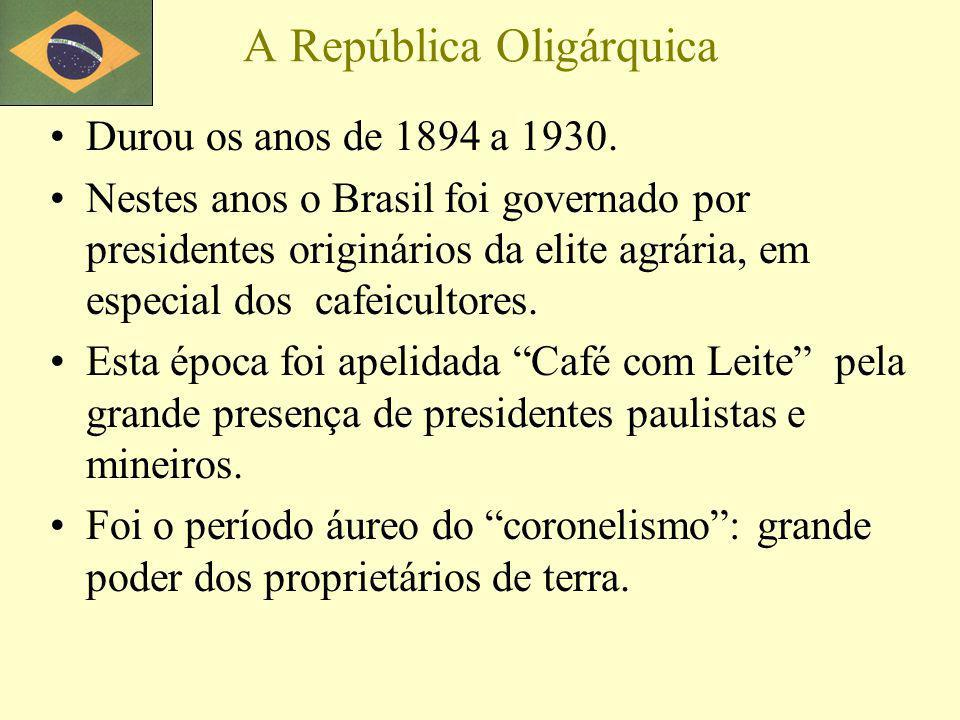 A República Oligárquica
• Durou os anos de 1894 a 1930.
• Nestes anos o Brasil foi governado por
presidentes originários da elite agrária, em
especial dos cafeicultores.
• Esta época foi apelidada “Café com Leite” pela
grande presença de presidentes paulistas e
mineiros.
• Foi o período áureo do “coronelismo”: grande
poder dos proprietários de terra.